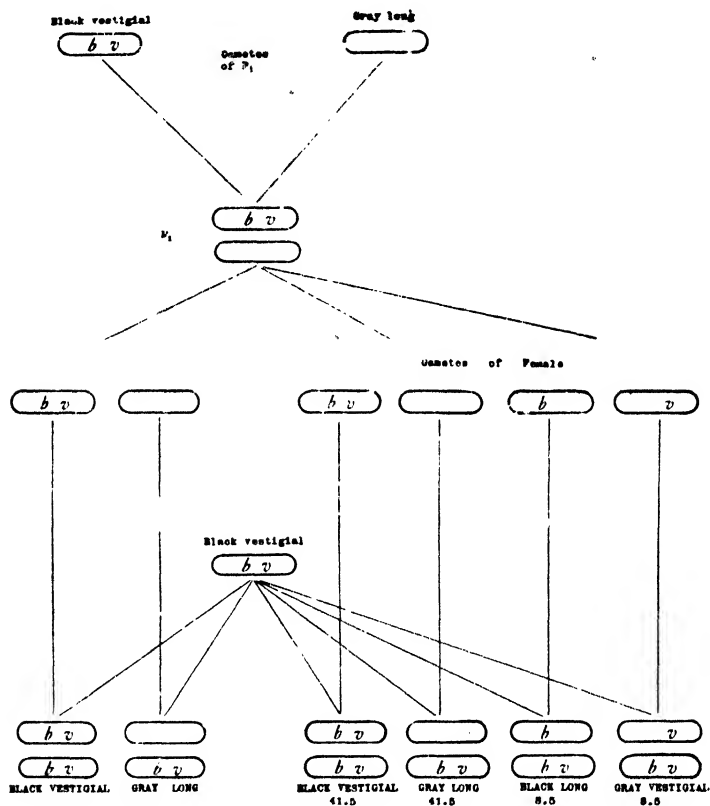 Black vestigial
Gray long
b v
Gametes
of P₁
F₁
b v
Gametes of Female
b v
b v
b
v
Black vestigial
b v
b v
b v
b
v
b v
b v
b v
b v
b v
b v
BLACK VESTIGIAL
GRAY LONG
BLACK VESTIGIAL
41.5
GRAY LONG
41.5
BLACK LONG
8.5
GRAY VESTIGIAL
8.5